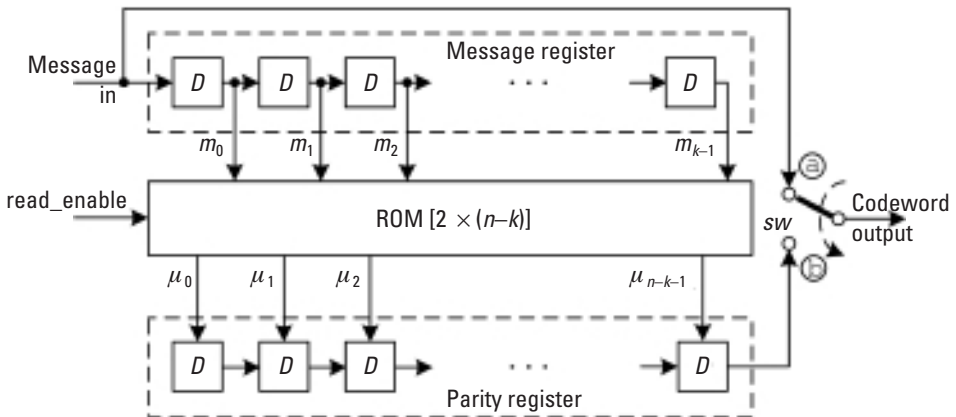 Message in
Message register
D D D · · · D
m0 m1 m2 mk–1
read_enable
ROM [2 × (n–k)]
a
sw
Codeword output
b
μ0 μ1 μ2 μn–k–1
D D D · · · D
Parity register